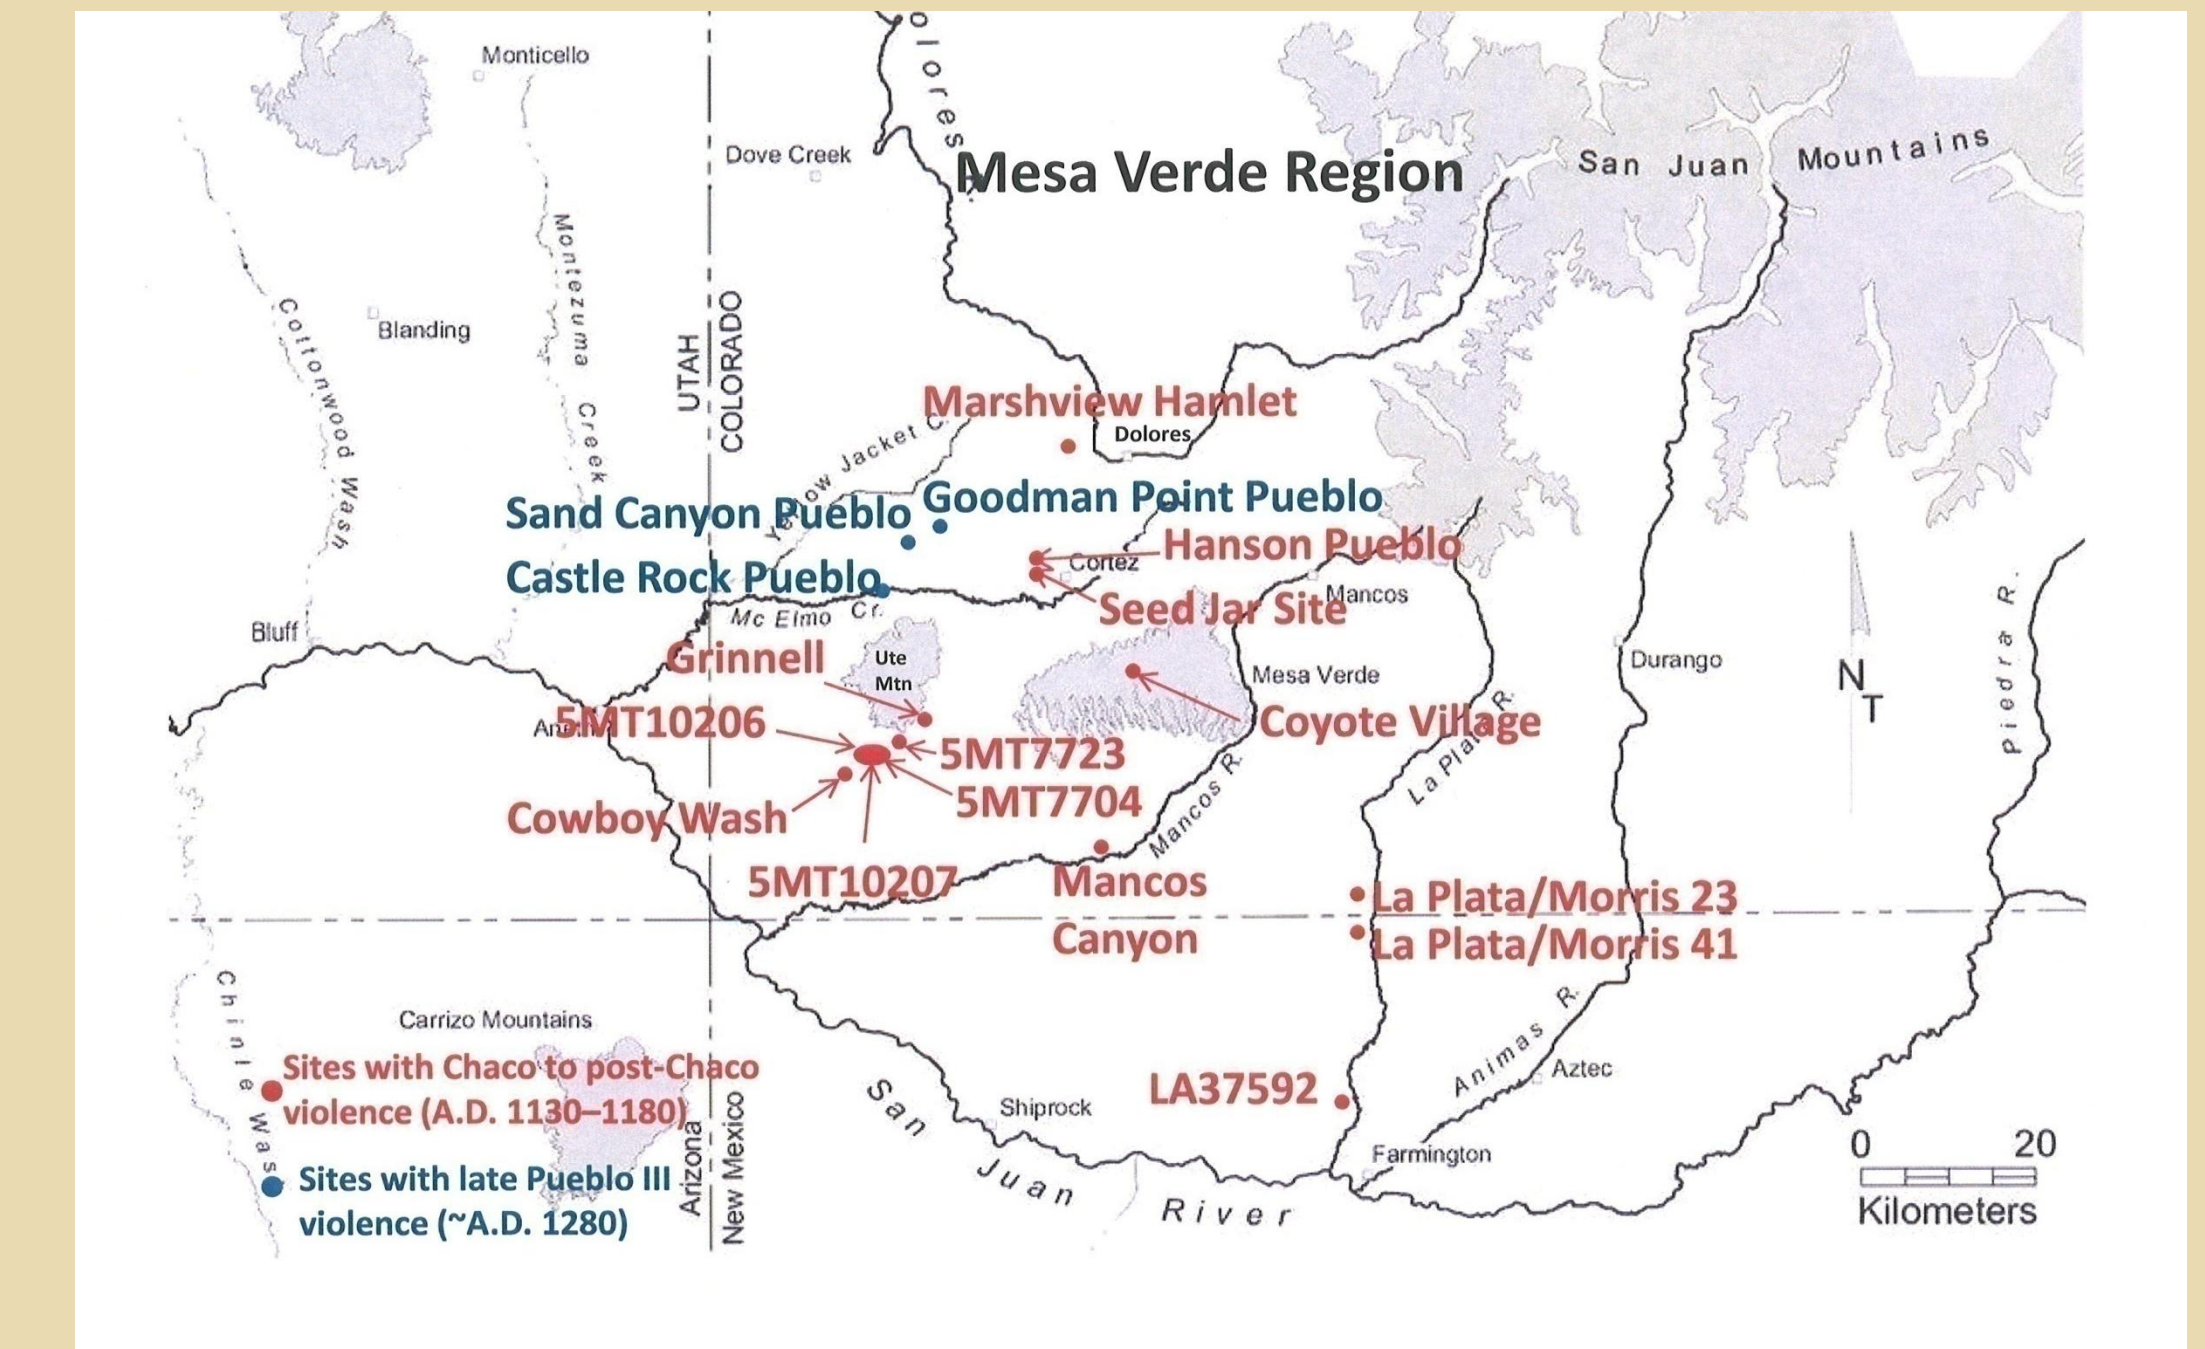 Monticello
Dolores R.
Dove Creek
Mesa Verde Region
San Juan Mountains
Montezuma Creek
Cottonwood Wash
Blanding
UTAH
COLORADO
Marshview Hamlet
Dolores
Yellow Jacket C.
Sand Canyon Pueblo
Goodman Point Pueblo
Hanson Pueblo
Cortez
Castle Rock Pueblo
Mc Elmo Cr.
Seed Jar Site
Mancos
Bluff
Grinnell
Ute
Mtn
Mesa Verde
Durango
Piedra R.
N
T
5MT10206
Coyote Village
La Plata R.
5MT7723
5MT7704
Cowboy Wash
Mancos R.
5MT10207
Mancos
Canyon
La Plata/Morris 23
La Plata/Morris 41
Chinle Was
Carrizo Mountains
Animas R.
Aztec
Sites with Chaco to post-Chaco
violence (A.D. 1130–1180)
LA37592
San Juan River
Shiprock
Farmington
Arizona
New Mexico
Sites with late Pueblo III
violence (~A.D. 1280)
0 20
Kilometers